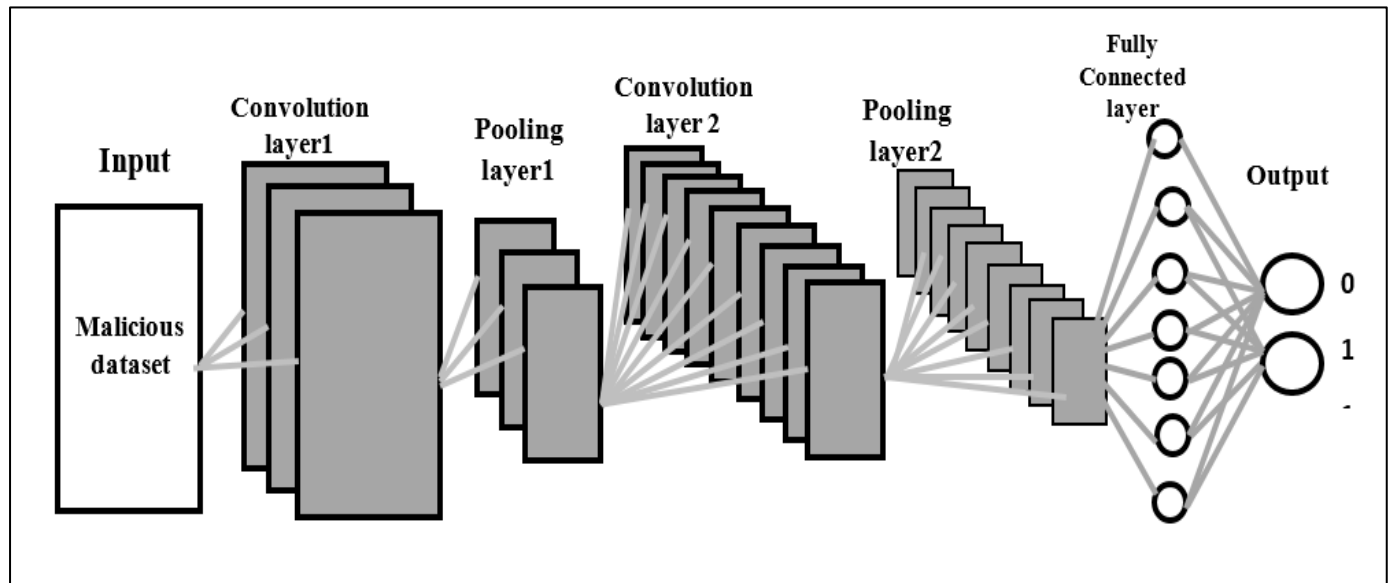 Input
Malicious
dataset
Convolution
layer1
Pooling
layer1
Convolution
layer 2
Pooling
layer2
Fully
Connected
layer
Output
0
1